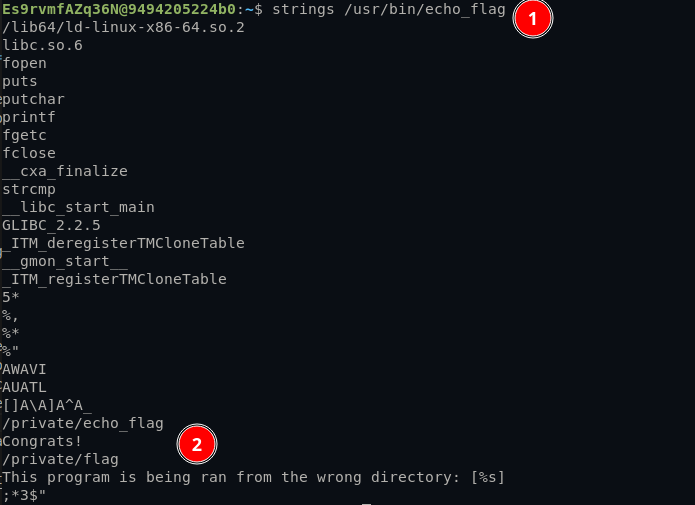 Es9rvmfAZq36N@9494205224b0:~$ strings /usr/bin/echo_flag
1
/lib64/ld-linux-x86-64.so.2
libc.so.6
fopen
puts
putchar
printf
fgetc
fclose
__cxa_finalize
strcmp
__libc_start_main
GLIBC_2.2.5
_ITM_deregisterTMCloneTable
__gmon_start__
_ITM_registerTMCloneTable
5*
%,
%*
%"
AWAVI
AUATL
[]A\A]A^A_
/private/echo_flag
Congrats!
2
/private/flag
This program is being ran from the wrong directory: [%s]
;*3$"